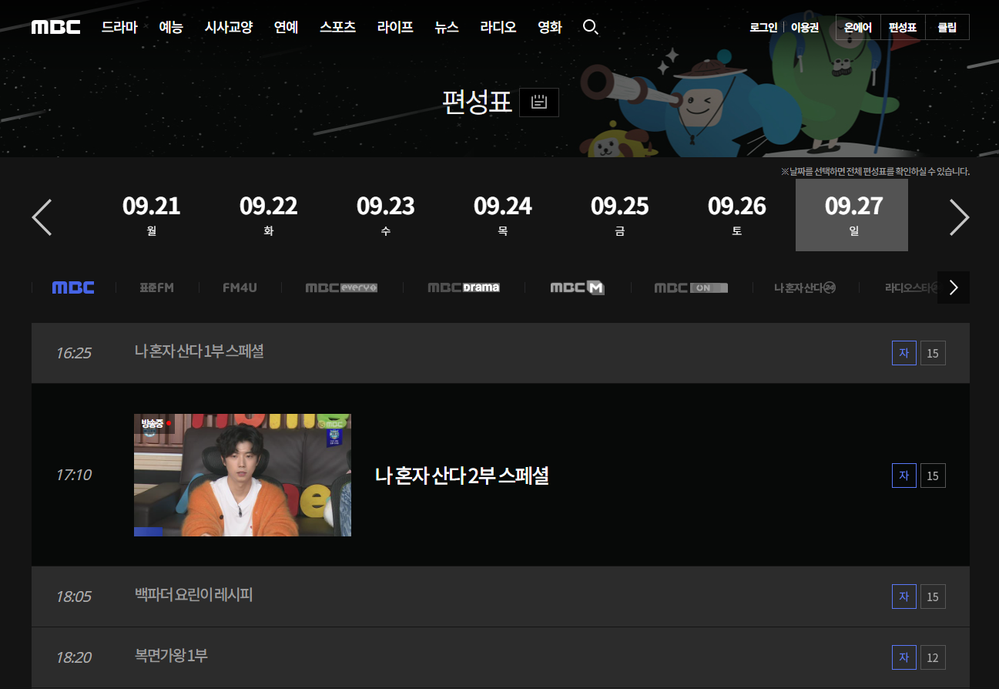 MBC 드라마 예능 시사교양 연예 스포츠 라이프 뉴스 라디오 영화 로그인 이용권 온에어 편성표 클립
편성표
※날짜를 선택하면 전체 편성표를 확인하실 수 있습니다.
09.21 09.22 09.23 09.24 09.25 09.26 09.27
월 화 수 목 금 토 일
MBC 표준FM FM4U MBC every1 MBC Drama MBC M MBC ON 나 혼자 산다24 라디오스타
16:25 나 혼자 산다 1부 스페셜 자 15
방송중
MBC
17:10 나 혼자 산다 2부 스페셜 자 15
18:05 백파더 요린이 레시피 자 15
18:20 복면가왕 1부 자 12